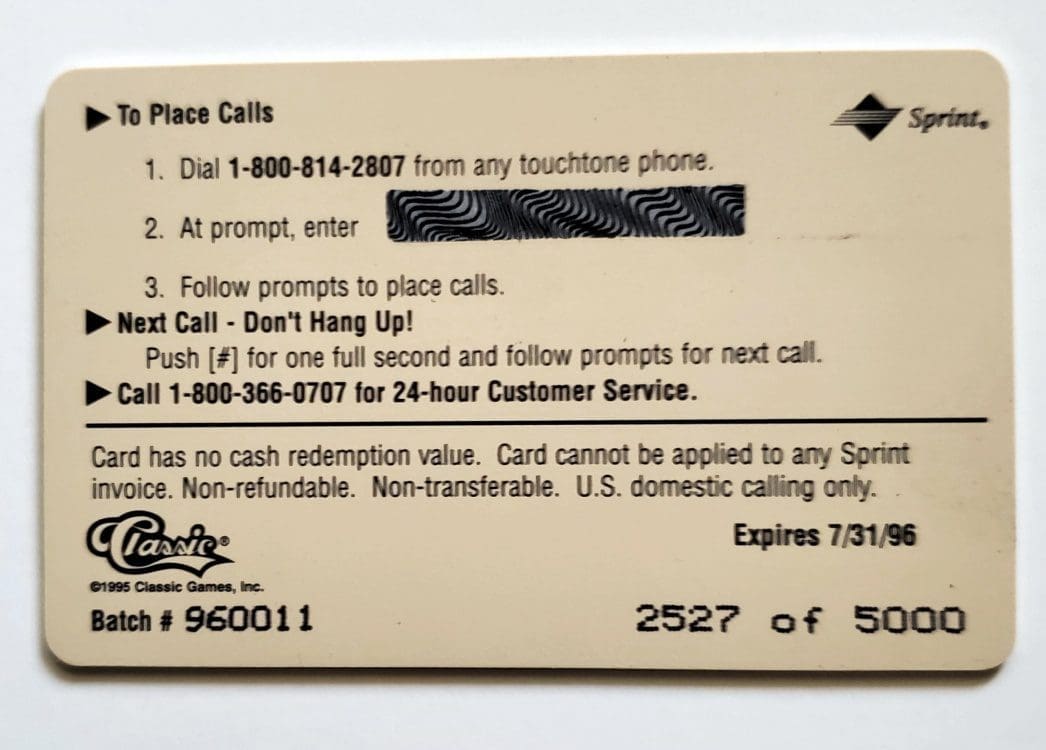 ▶To Place Calls
Sprint®
1. Dial 1-800-814-2807 from any touchtone phone.
2. At prompt, enter
3. Follow prompts to place calls.
▶Next Call - Don't Hang Up!
Push [#] for one full second and follow prompts for next call.
▶Call 1-800-366-0707 for 24-hour Customer Service.
Card has no cash redemption value. Card cannot be applied to any Sprint
invoice. Non-refundable. Non-transferable. U.S. domestic calling only.
Classic®
Expires 7/31/96
©1995 Classic Games, Inc.
Batch # 960011
2527 of 5000